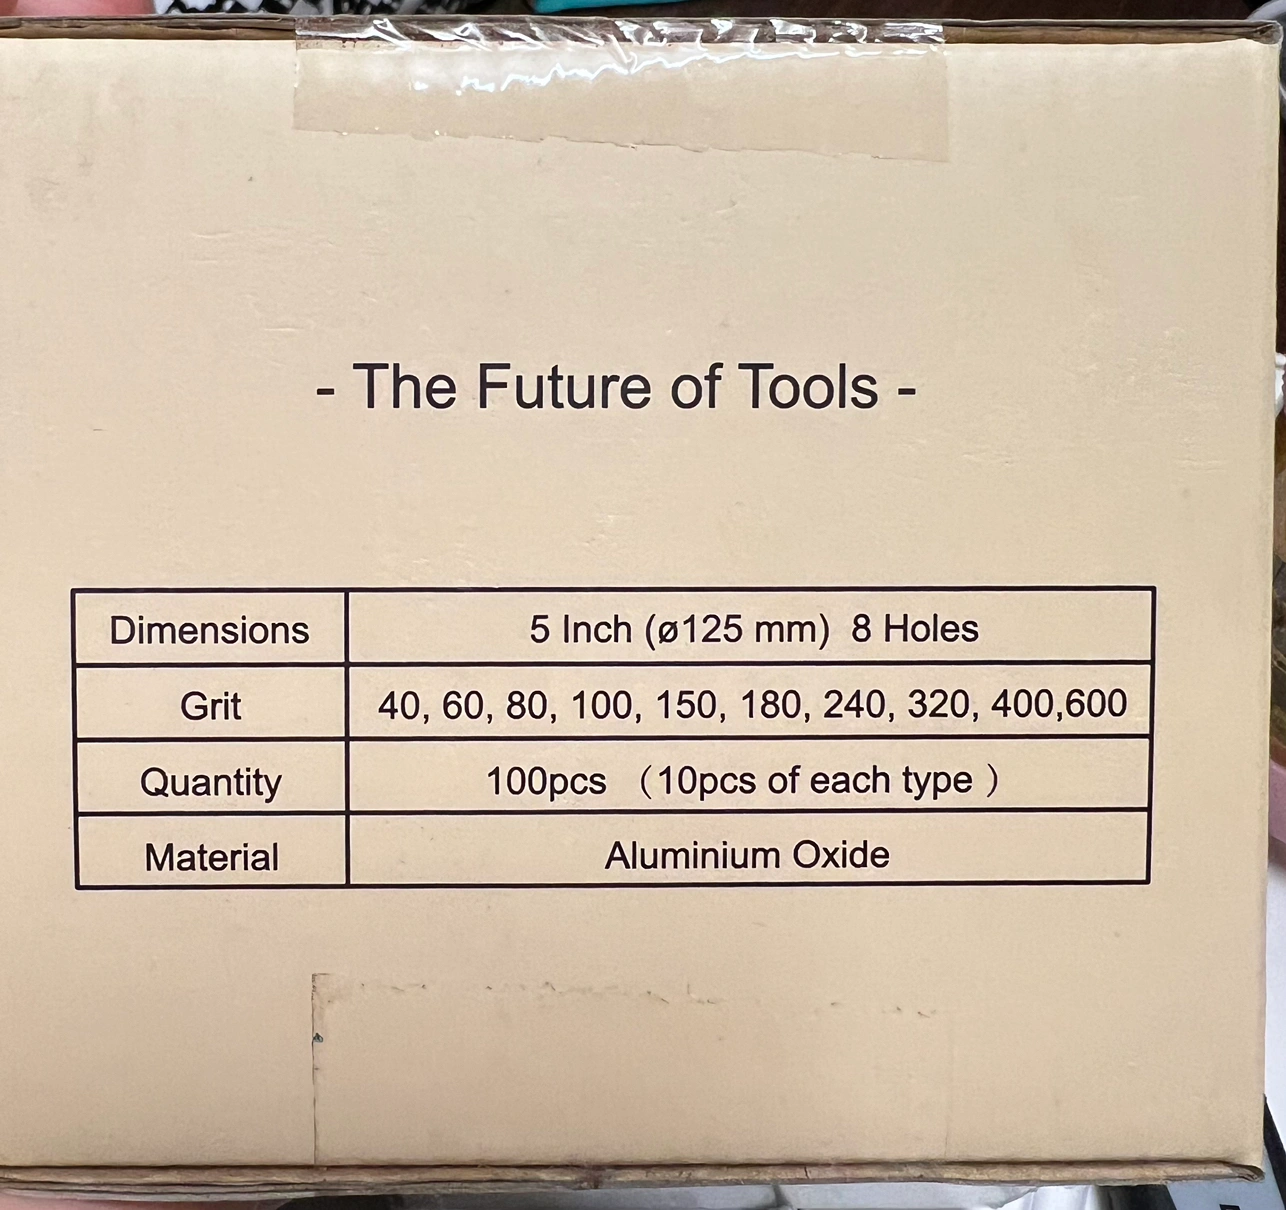 - The Future of Tools -
Dimensions 5 Inch (ø125 mm) 8 Holes
Grit 40, 60, 80, 100, 150, 180, 240, 320, 400,600
Quantity 100pcs （10pcs of each type ）
Material Aluminium Oxide